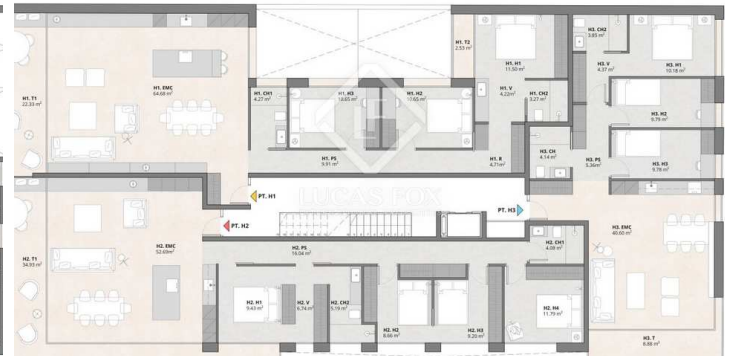 H1. T1
22.33 m²
H1. EMC
64.68 m²
H1. CH1
4.27 m²
H1. H3
10.65 m²
H1. H2
10.65 m²
H1. T2
2.53 m²
H1. H1
11.50 m²
H1. V
4.22 m²
H1. CH2
3.27 m²
H1. PS
9.91 m²
H1. R
4.71 m²
H3. CH2
3.85 m²
H3. V
4.37 m²
H3. H1
10.18 m²
H3. H2
9.79 m²
H3. CH
4.14 m²
H3. PS
5.36 m²
H3. H3
9.78 m²
PT. H1
LUCAS FOX
PT. H3
PT. H2
H2. T1
34.93 m²
H2. EMC
52.69 m²
H2. PS
19.04 m²
H2. CH1
4.08 m²
H3. EMC
40.60 m²
H2. H1
9.43 m²
H2. V
6.74 m²
H2. CH2
5.19 m²
H2. H2
8.66 m²
H2. H3
9.20 m²
H2. H4
11.79 m²
H3. T
8.88 m²